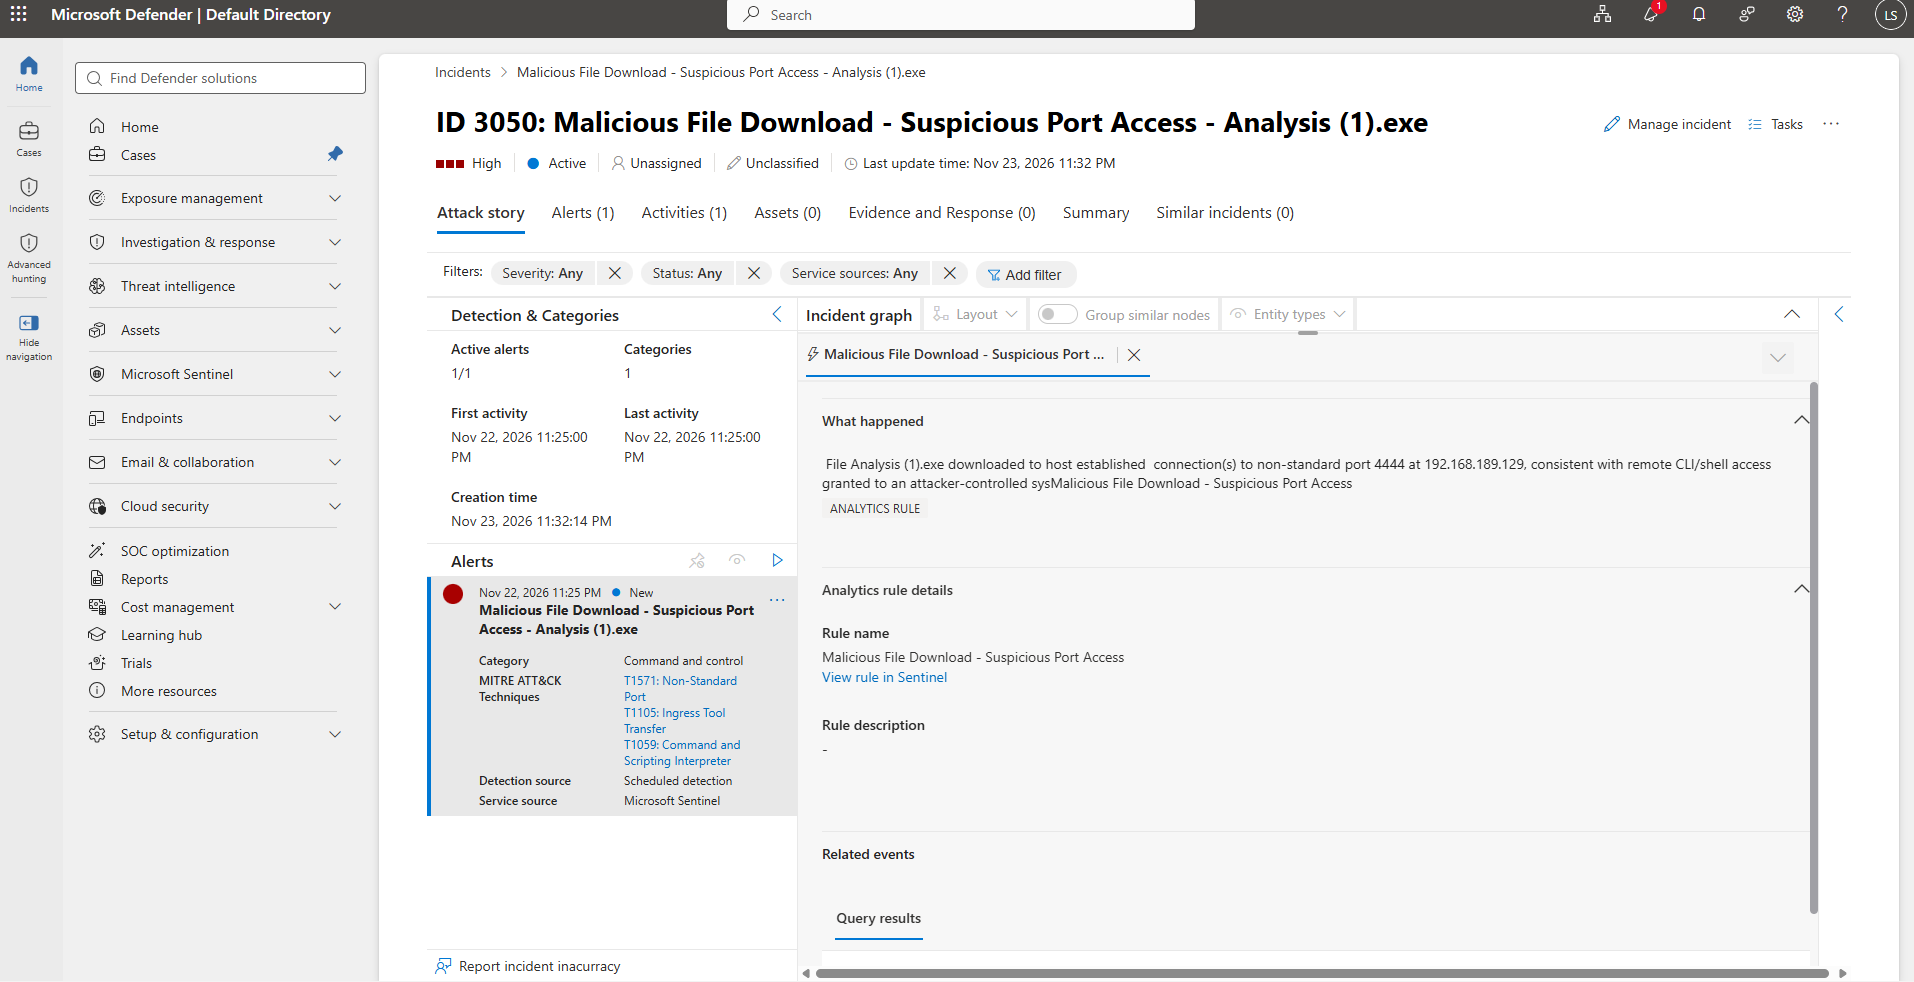 Microsoft Defender | Default Directory
Search
1
LS
Home
Cases
Incidents
Advanced
hunting
Hide
navigation
Find Defender solutions
Home
Cases
Exposure management
Investigation & response
Threat intelligence
Assets
Microsoft Sentinel
Endpoints
Email & collaboration
Cloud security
SOC optimization
Reports
Cost management
Learning hub
Trials
More resources
Setup & configuration
Incidents > Malicious File Download - Suspicious Port Access - Analysis (1).exe
ID 3050: Malicious File Download - Suspicious Port Access - Analysis (1).exe
Manage incident
Tasks
High
Active
Unassigned
Unclassified
Last update time: Nov 23, 2026 11:32 PM
Attack story
Alerts (1)
Activities (1)
Assets (0)
Evidence and Response (0)
Summary
Similar incidents (0)
Filters:
Severity: Any
Status: Any
Service sources: Any
Add filter
Detection & Categories
Active alerts
Categories
1/1
1
First activity
Last activity
Nov 22, 2026 11:25:00
PM
Nov 22, 2026 11:25:00
PM
Creation time
Nov 23, 2026 11:32:14 PM
Alerts
Nov 22, 2026 11:25 PM
New
Malicious File Download - Suspicious Port
Access - Analysis (1).exe
Category
Command and control
MITRE ATT&CK
Techniques
T1571: Non-Standard
Port
T1105: Ingress Tool
Transfer
T1059: Command and
Scripting Interpreter
Detection source
Scheduled detection
Service source
Microsoft Sentinel
Report incident inacurracy
Incident graph
Layout
Group similar nodes
Entity types
Malicious File Download - Suspicious Port ...
What happened
File Analysis (1).exe downloaded to host established connection(s) to non-standard port 4444 at 192.168.189.129, consistent with remote CLI/shell access
granted to an attacker-controlled sysMalicious File Download - Suspicious Port Access
ANALYTICS RULE
Analytics rule details
Rule name
Malicious File Download - Suspicious Port Access
View rule in Sentinel
Rule description
-
Related events
Query results